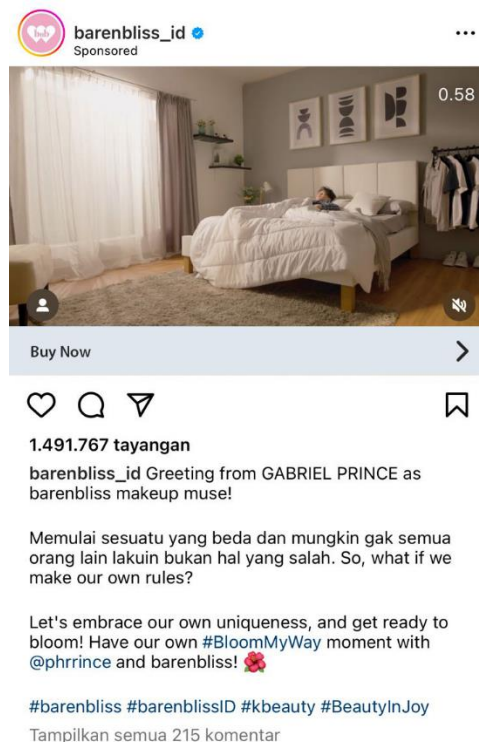 barenbliss_id
Sponsored
0.58
Buy Now
1.491.767 tayangan
barenbliss_id Greeting from GABRIEL PRINCE as
barenbliss makeup muse!
Memulai sesuatu yang beda dan mungkin gak semua
orang lain lakuin bukan hal yang salah. So, what if we
make our own rules?
Let's embrace our own uniqueness, and get ready to
bloom! Have our own #BloomMyWay moment with
@phrrince and barenbliss! 🌺
#barenbliss #barenblissID #kbeauty #BeautyInJoy
Tampilkan semua 215 komentar